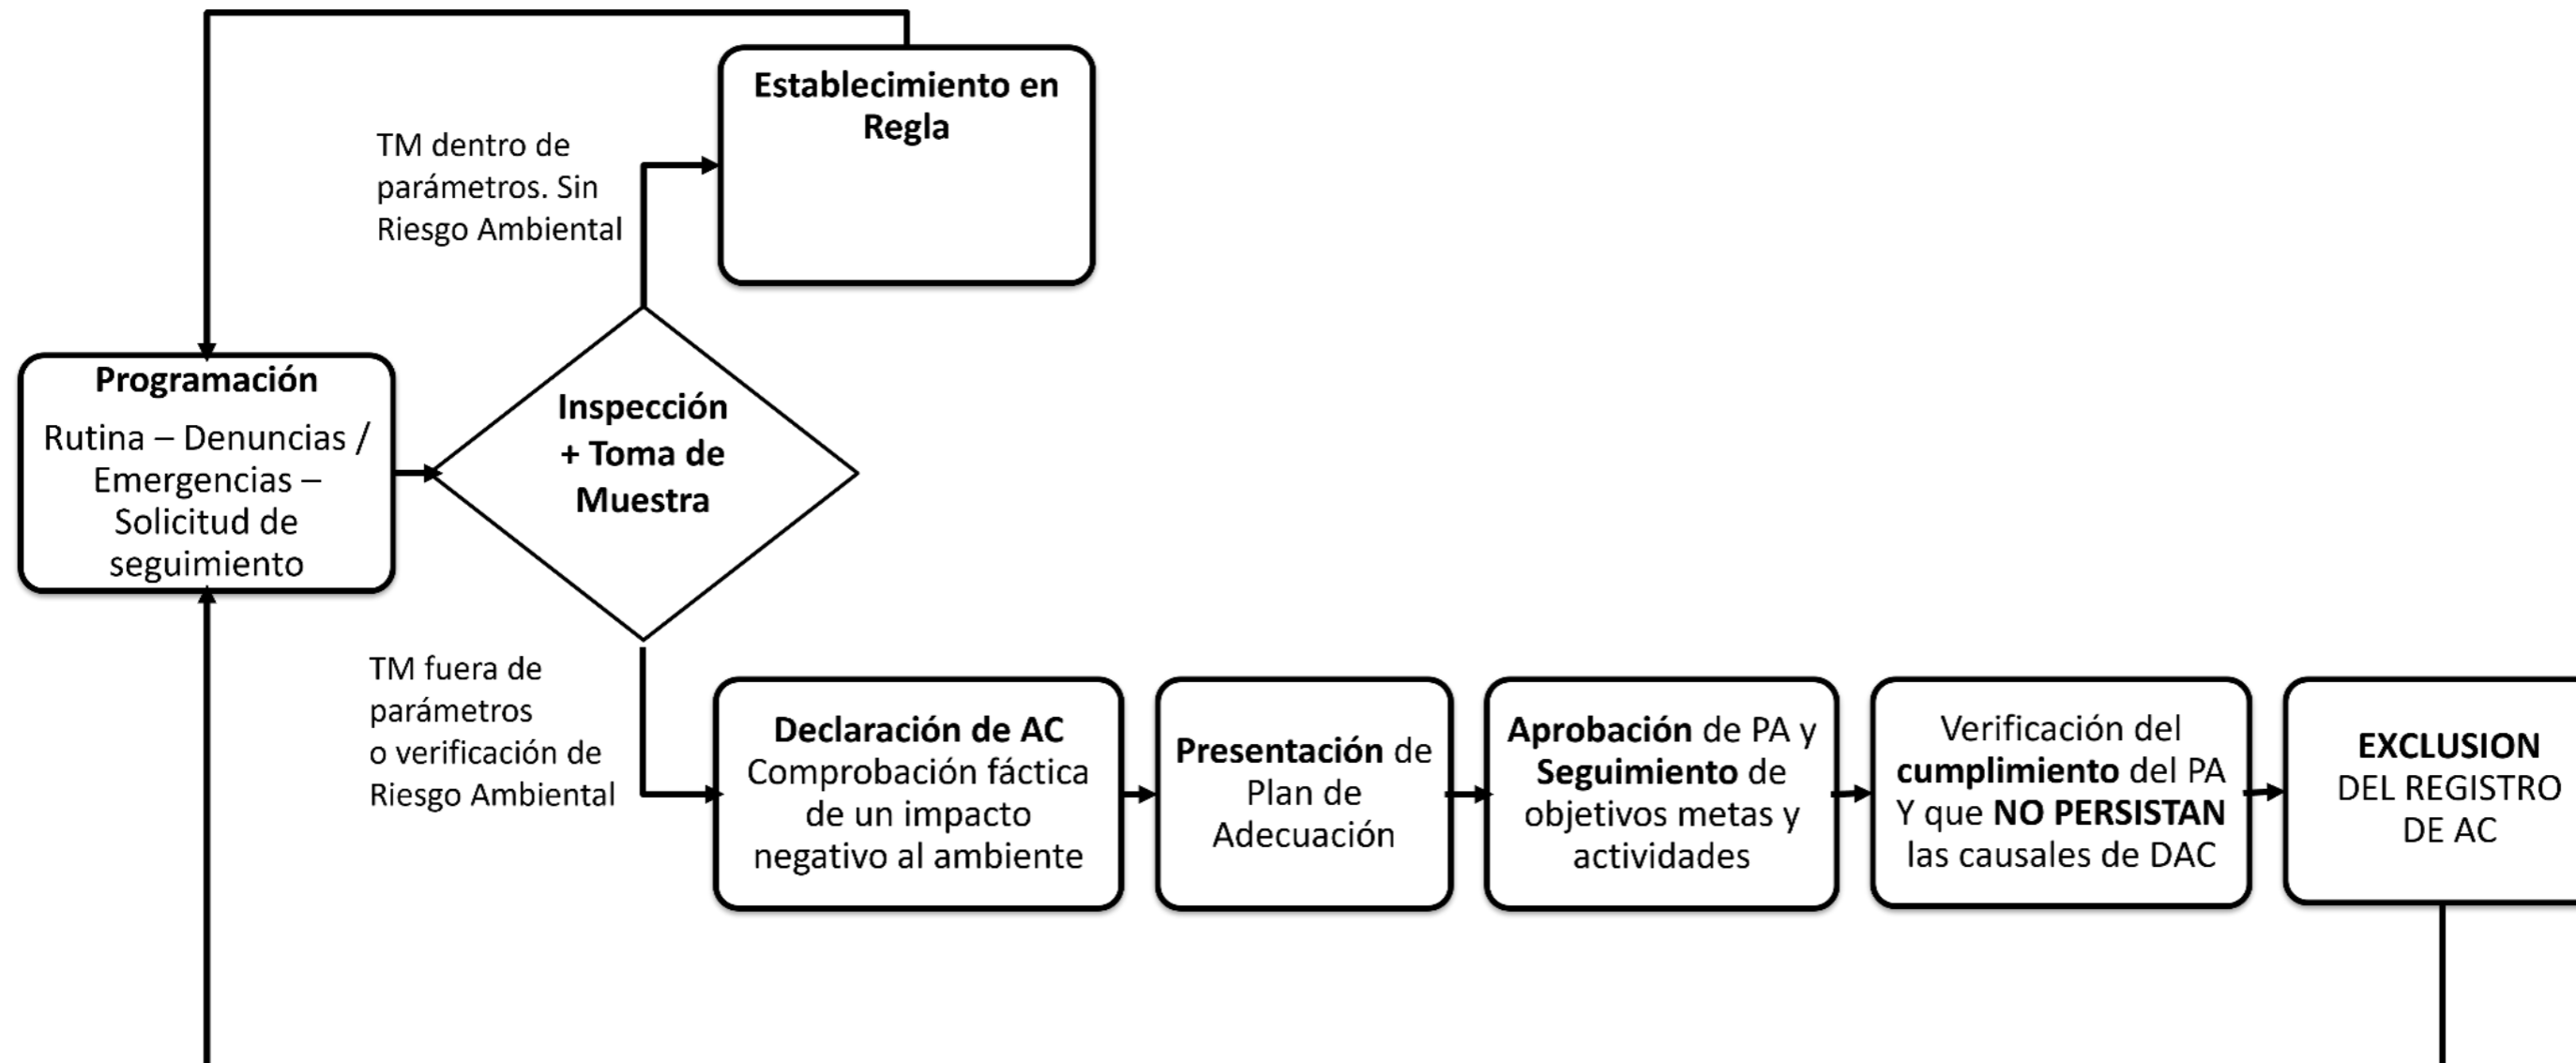 Establecimiento en
Regla
TM dentro de
parámetros. Sin
Riesgo Ambiental
Programación
Rutina – Denuncias /
Emergencias –
Solicitud de
seguimiento
Inspección
+ Toma de
Muestra
TM fuera de
parámetros
o verificación de
Riesgo Ambiental
Declaración de AC
Comprobación fáctica
de un impacto
negativo al ambiente
Presentación de
Plan de
Adecuación
Aprobación de PA y
Seguimiento de
objetivos metas y
actividades
Verificación del
cumplimiento del PA
Y que NO PERSISTAN
las causales de DAC
EXCLUSION
DEL REGISTRO
DE AC